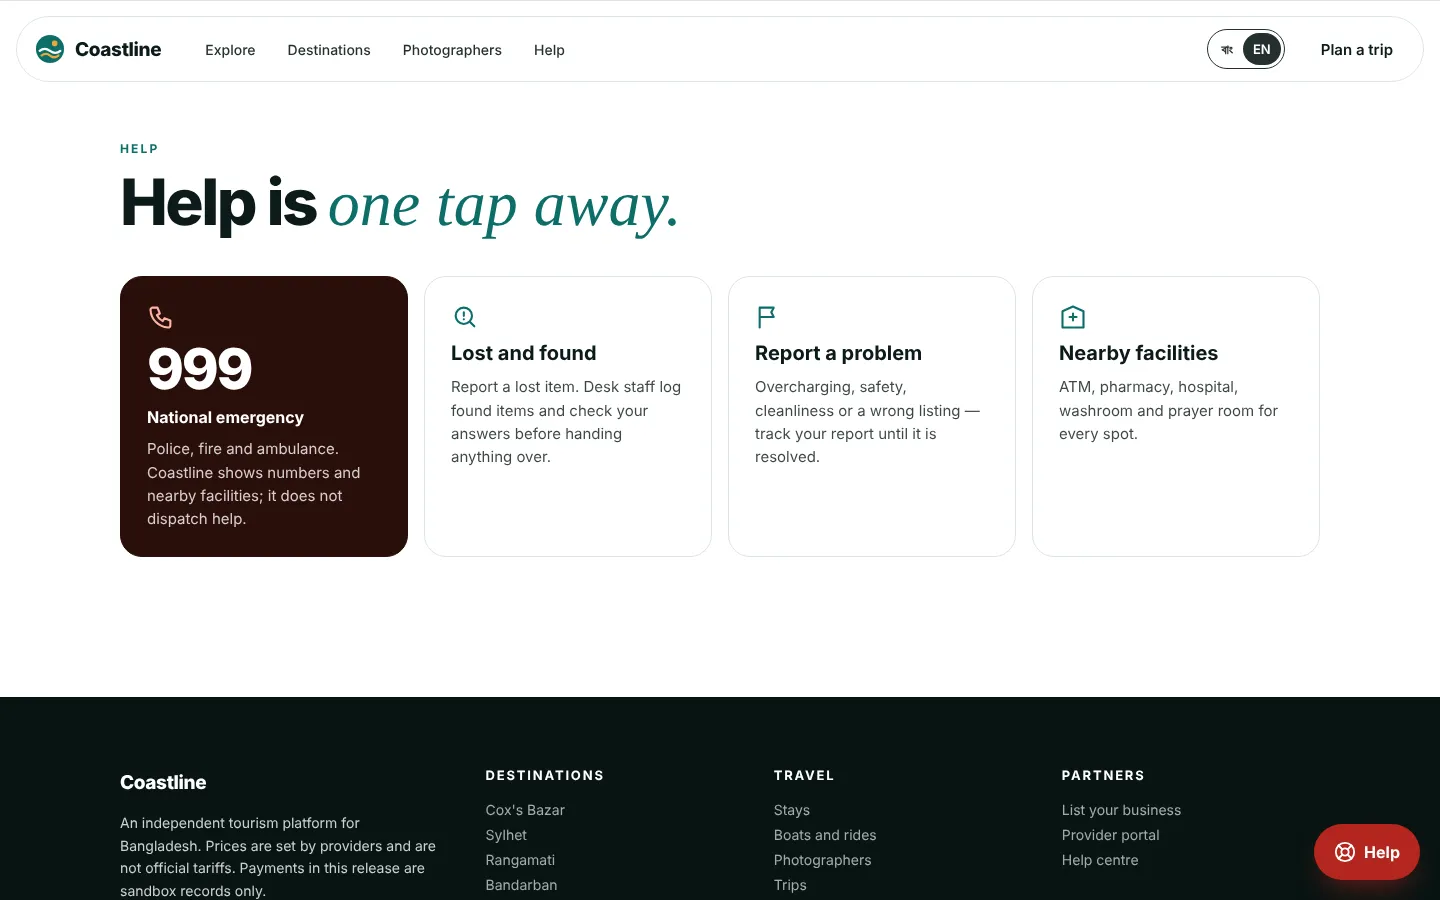 Coastline
Explore
Destinations
Photographers
Help
বাং
EN
Plan a trip
HELP
Help is one tap away.
999
National emergency
Police, fire and ambulance.
Coastline shows numbers and
nearby facilities; it does not
dispatch help.
Lost and found
Report a lost item. Desk staff log
found items and check your
answers before handing
anything over.
Report a problem
Overcharging, safety,
cleanliness or a wrong listing —
track your report until it is
resolved.
Nearby facilities
ATM, pharmacy, hospital,
washroom and prayer room for
every spot.
Coastline
An independent tourism platform for
Bangladesh. Prices are set by providers and are
not official tariffs. Payments in this release are
sandbox records only.
DESTINATIONS
Cox's Bazar
Sylhet
Rangamati
Bandarban
TRAVEL
Stays
Boats and rides
Photographers
Trips
PARTNERS
List your business
Provider portal
Help centre
Help